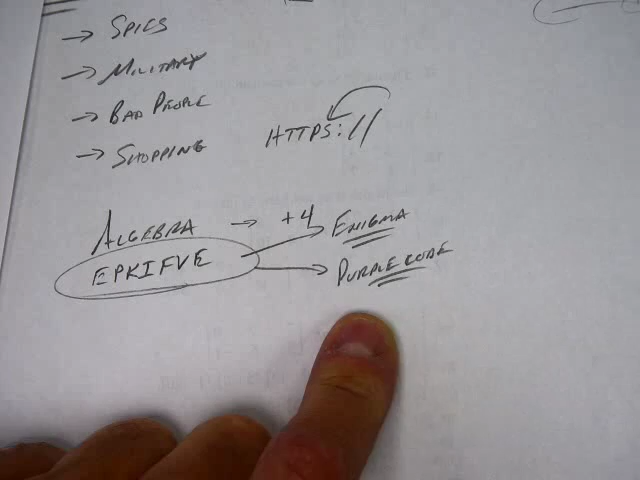 → SPIES
→ MILITARY
→ BAD PEOPLE
→ SHOPPING
HTTPS://
ALGEBRA → +4
EPKIFVE
ENIGMA
PURPLE CODE